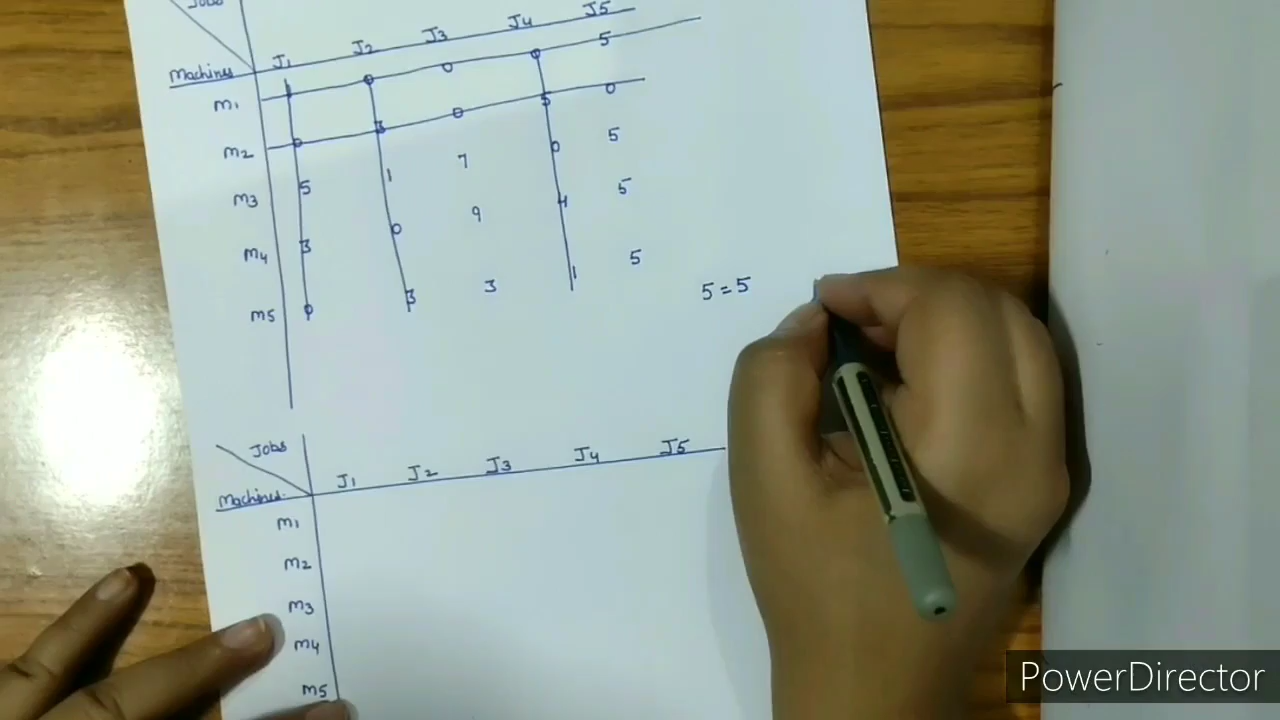 Jobs
Machines J1 J2 J3 J4 J5
M1 0 0 0 5
M2 0 3 0 5 0
M3 5 1 7 0 5
M4 3 0 9 4 5
M5 0 3 3 1 5
5=5
Jobs
Machines J1 J2 J3 J4 J5
M1
M2
M3
M4
M5
PowerDirector